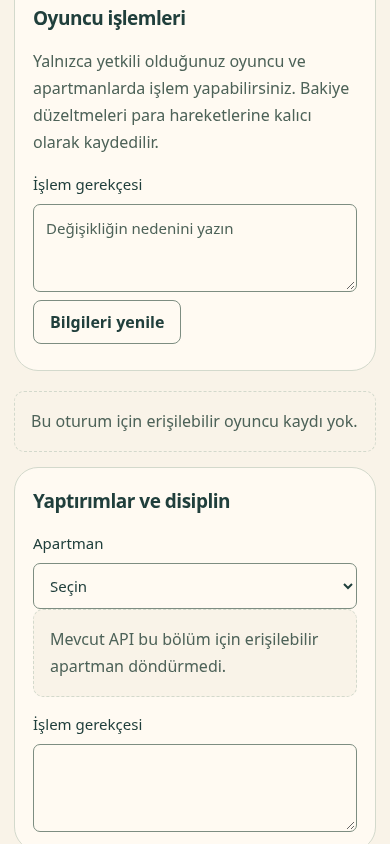 Oyuncu işlemleri
Yalnızca yetkili olduğunuz oyuncu ve
apartmanlarda işlem yapabilirsiniz. Bakiye
düzeltmeleri para hareketlerine kalıcı
olarak kaydedilir.
İşlem gerekçesi
Değişikliğin nedenini yazın
Bilgileri yenile
Bu oturum için erişilebilir oyuncu kaydı yok.
Yaptırımlar ve disiplin
Apartman
Seçin
Mevcut API bu bölüm için erişilebilir
apartman döndürmedi.
İşlem gerekçesi